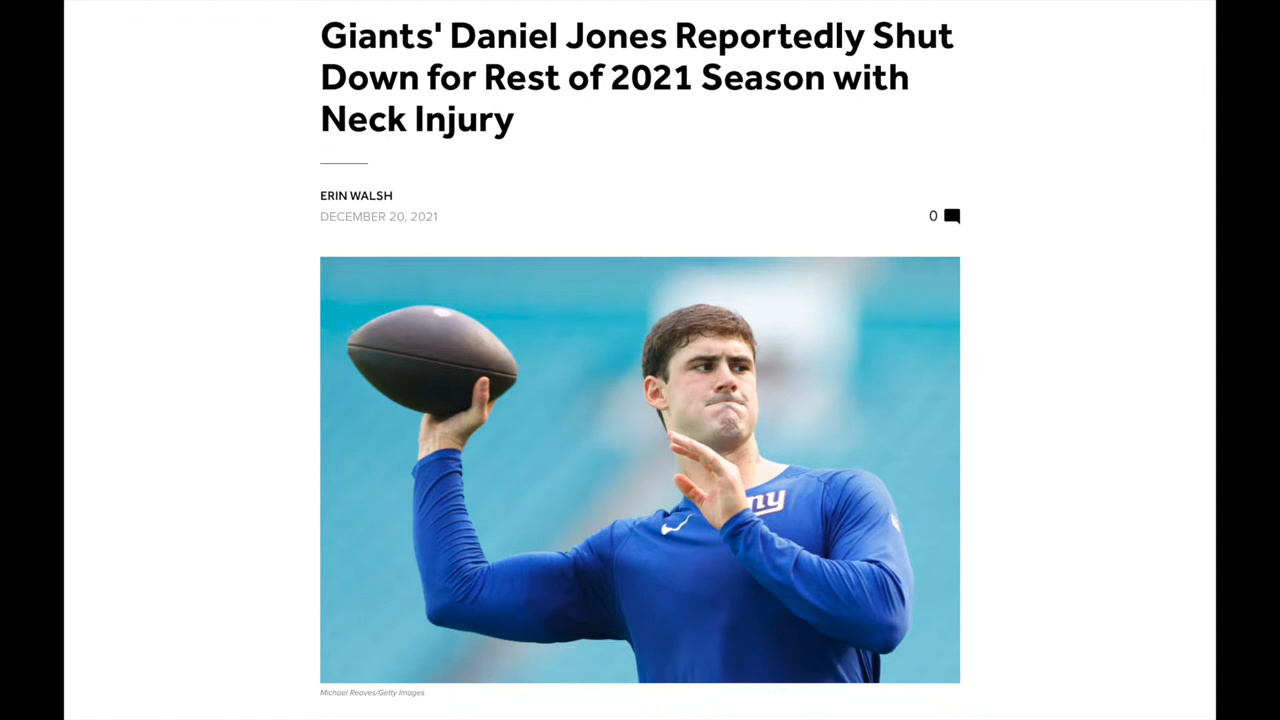 Giants' Daniel Jones Reportedly Shut
Down for Rest of 2021 Season with
Neck Injury
ERIN WALSH
DECEMBER 20, 2021
0
ny
Michael Reaves/Getty Images